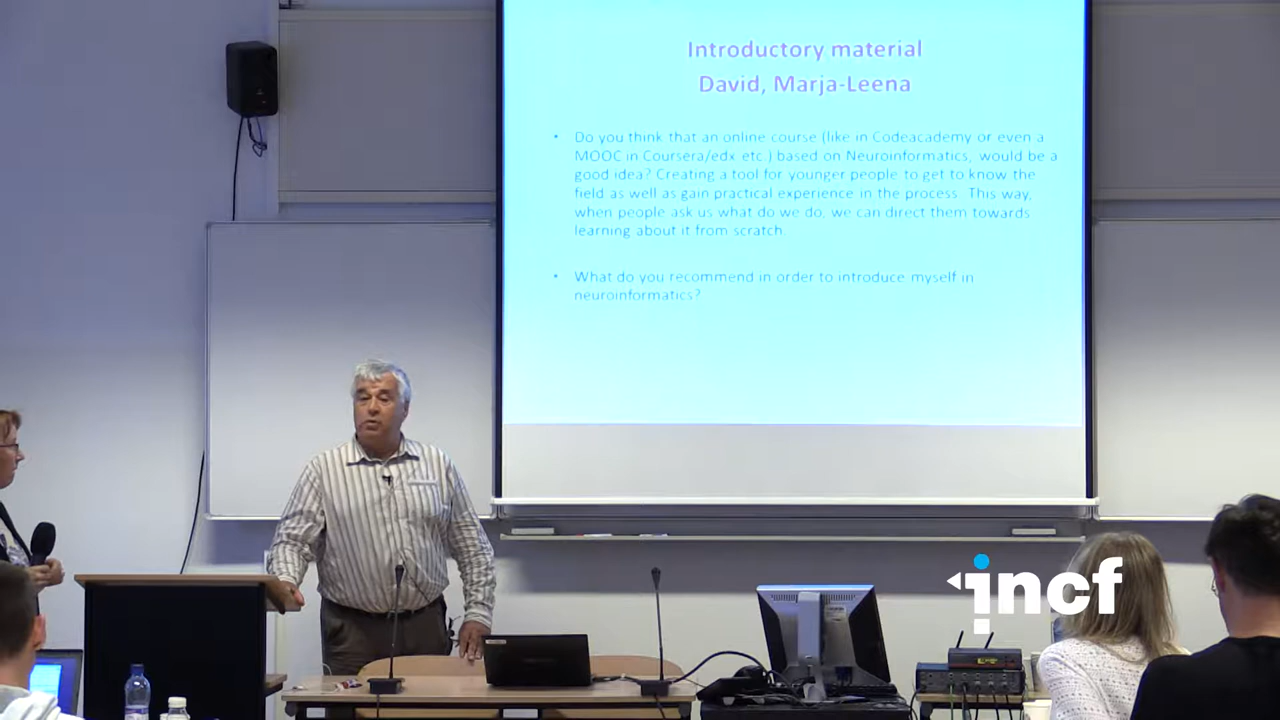 Introductory material
David, Marja-Leena
• Do you think that an online course (like in Codeacademy or even a
MOOC in Coursera/edx etc.) based on Neuroinformatics, would be a
good idea? Creating a tool for younger people to get to know the
field as well as gain practical experience in the process. This way,
when people ask us what do we do, we can direct them towards
learning about it from scratch.
• What do you recommend in order to introduce myself in
neuroinformatics?
incf